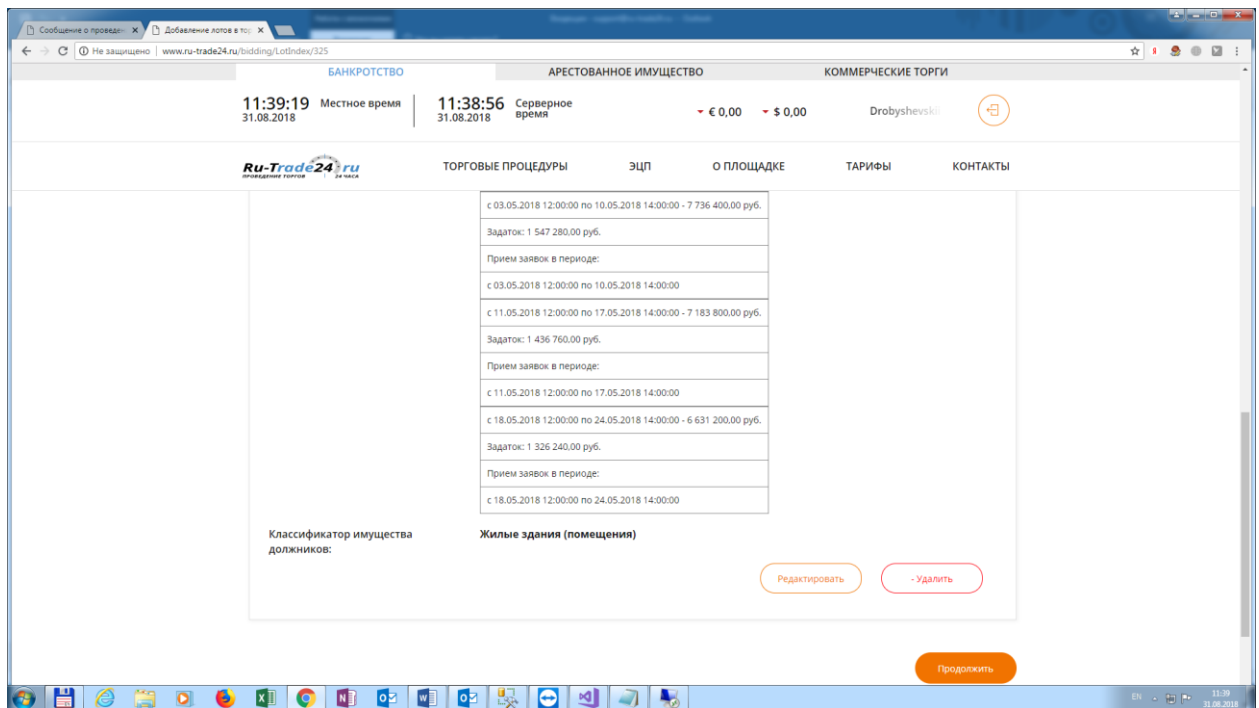 Сообщение о проведен
Добавление лотов в тор
Не защищено | www.ru-trade24.ru/bidding/LotIndex/325
БАНКРОТСТВО АРЕСТОВАННОЕ ИМУЩЕСТВО КОММЕРЧЕСКИЕ ТОРГИ
11:39:19 Местное время 11:38:56 Серверное время € 0,00 $ 0,00 Drobyshevski
31.08.2018 31.08.2018
Ru-Trade24.ru ТОРГОВЫЕ ПРОЦЕДУРЫ ЭЦП О ПЛОЩАДКЕ ТАРИФЫ КОНТАКТЫ
ПРОВЕДЕНИЕ ТОРГОВ 24 ЧАСА
с 03.05.2018 12:00:00 по 10.05.2018 14:00:00 - 7 736 400,00 руб.
Задаток: 1 547 280,00 руб.
Прием заявок в периоде:
с 03.05.2018 12:00:00 по 10.05.2018 14:00:00
с 11.05.2018 12:00:00 по 17.05.2018 14:00:00 - 7 183 800,00 руб.
Задаток: 1 436 760,00 руб.
Прием заявок в периоде:
с 11.05.2018 12:00:00 по 17.05.2018 14:00:00
с 18.05.2018 12:00:00 по 24.05.2018 14:00:00 - 6 631 200,00 руб.
Задаток: 1 326 240,00 руб.
Прием заявок в периоде:
с 18.05.2018 12:00:00 по 24.05.2018 14:00:00
Классификатор имущества Жилые здания (помещения)
должников:
Редактировать - Удалить
Продолжить
EN 11:39
31.08.2018